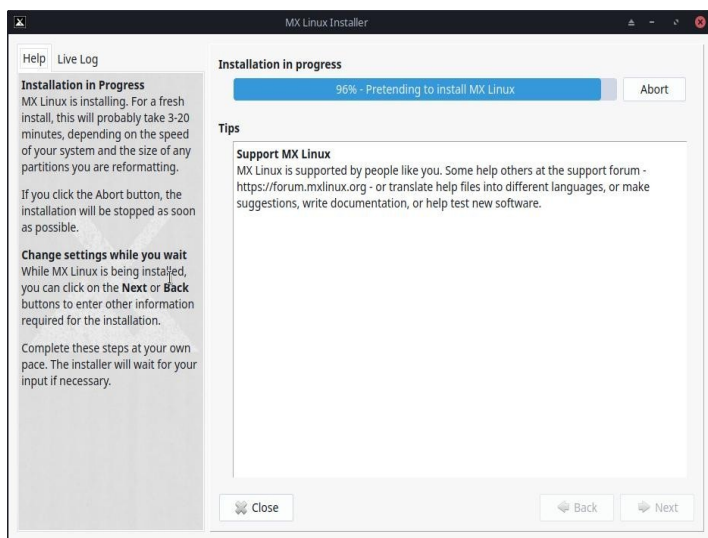 MX Linux Installer
Help
Live Log
Installation in Progress
MX Linux is installing. For a fresh
install, this will probably take 3-20
minutes, depending on the speed
of your system and the size of any
partitions you are reformatting.
If you click the Abort button, the
installation will be stopped as soon
as possible.
Change settings while you wait
While MX Linux is being installed,
you can click on the Next or Back
buttons to enter other information
required for the installation.
Complete these steps at your own
pace. The installer will wait for your
input if necessary.
Installation in progress
96% - Pretending to install MX Linux
Abort
Tips
Support MX Linux
MX Linux is supported by people like you. Some help others at the support forum -
https://forum.mxlinux.org - or translate help files into different languages, or make
suggestions, write documentation, or help test new software.
Close
Back
Next